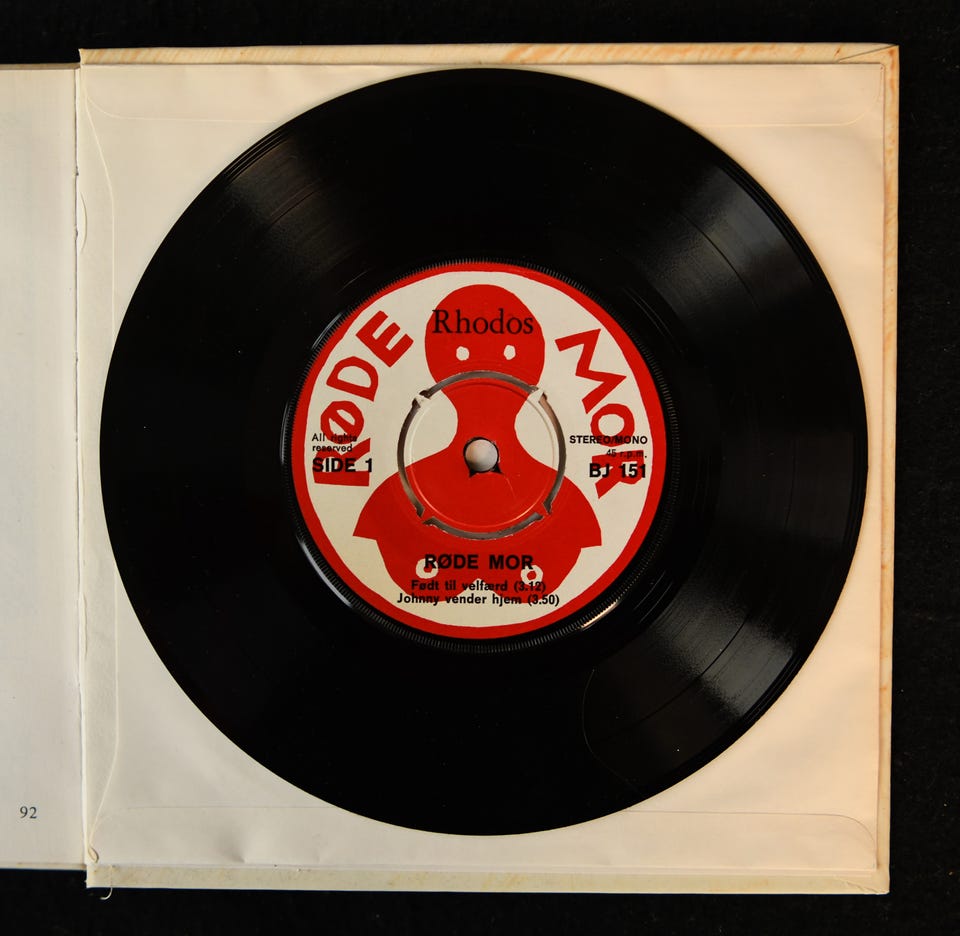 Rhodos
RØDE MOR
All rights
reserved
SIDE 1
STEREO/MONO
45 r.p.m.
BJ 151
RØDE MOR
Født til velfærd (3.12)
Johnny vender hjem (3.50)
92